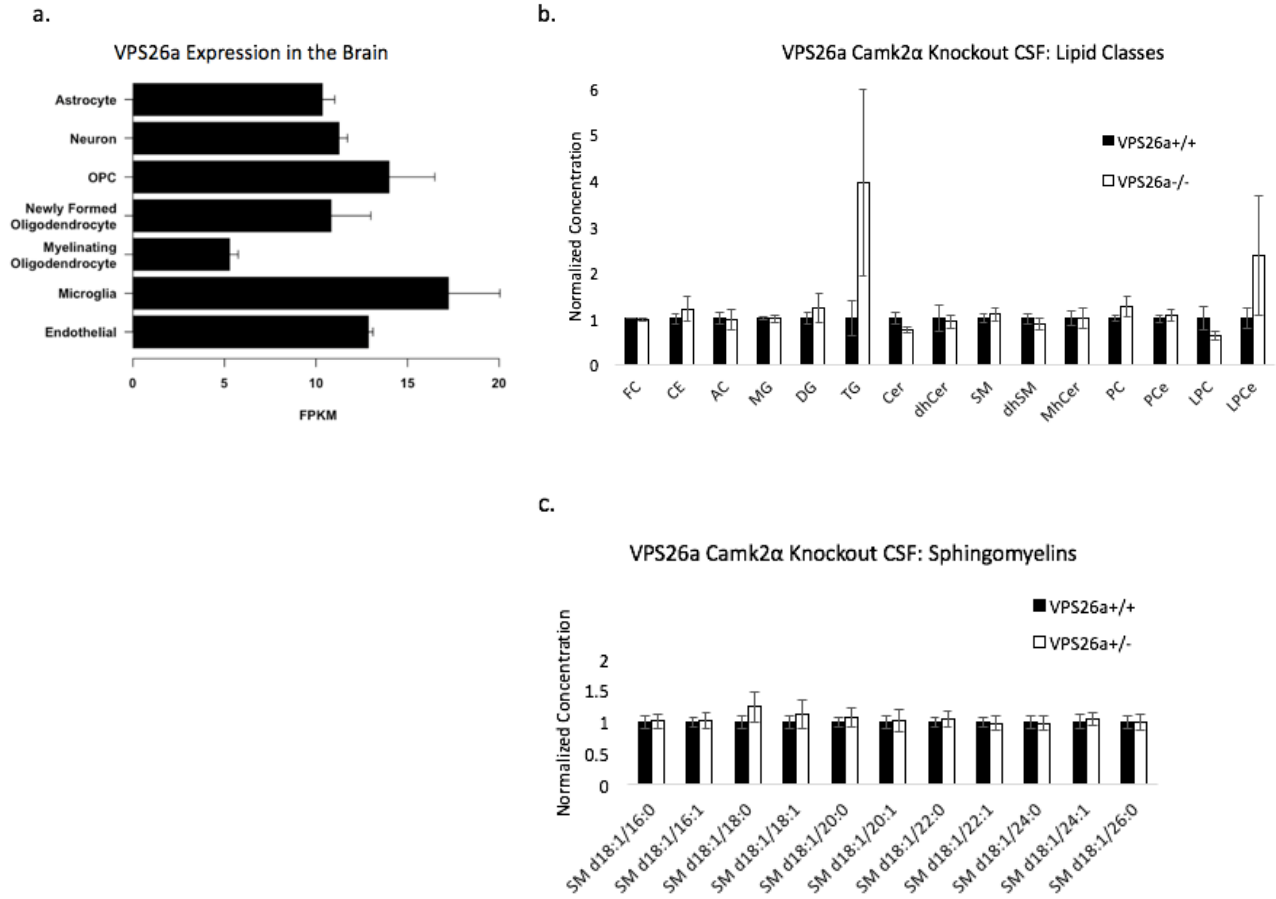 a.
VPS26a Expression in the Brain
Astrocyte
Neuron
OPC
Newly Formed
Oligodendrocyte
Myelinating
Oligodendrocyte
Microglia
Endothelial
0 5 10 15 20
FPKM
b.
VPS26a Camk2α Knockout CSF: Lipid Classes
Normalized Concentration
6
5
4
3
2
1
0
VPS26a+/+
VPS26a-/-
FC CE AC MG DG TG Cer dhCer SM dhSM MhCer PC PCe LPC LPCe
c.
VPS26a Camk2α Knockout CSF: Sphingomyelins
VPS26a+/+
VPS26a+/-
Normalized Concentration
2
1.5
1
0.5
0
SM d18:1/16:0
SM d18:1/16:1
SM d18:1/18:0
SM d18:1/18:1
SM d18:1/20:0
SM d18:1/20:1
SM d18:1/22:0
SM d18:1/22:1
SM d18:1/24:0
SM d18:1/24:1
SM d18:1/26:0